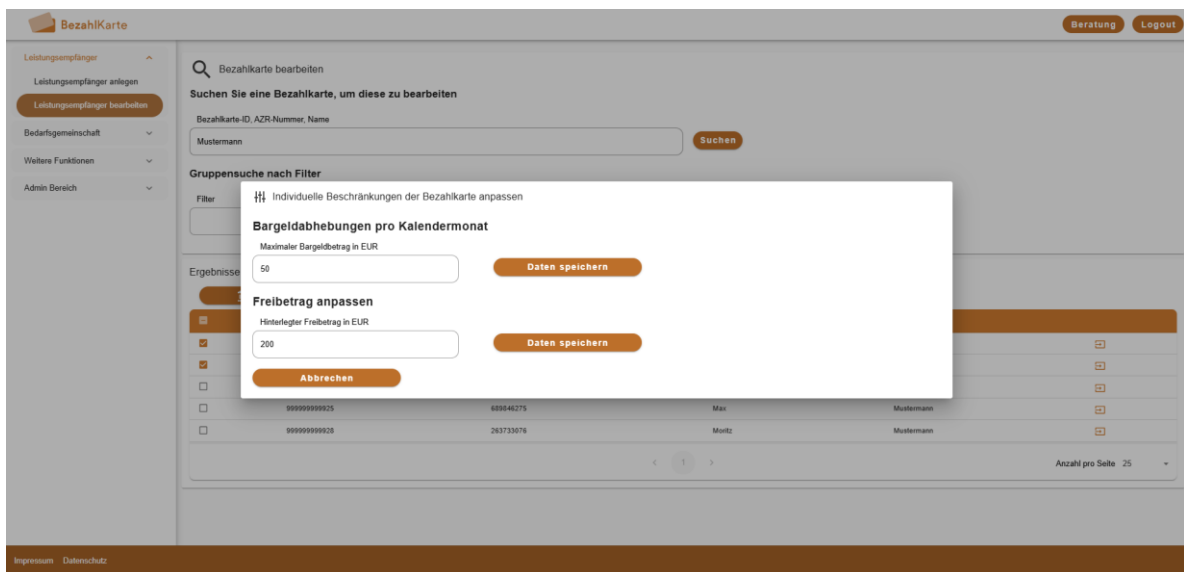 BezahlKarte
Beratung Logout
Leistungsempfänger
Leistungsempfänger anlegen
Leistungsempfänger bearbeiten
Bedarfsgemeinschaft
Weitere Funktionen
Admin Bereich
Bezahlkarte bearbeiten
Suchen Sie eine Bezahlkarte, um diese zu bearbeiten
Bezahlkarte-ID, AZR-Nummer, Name
Mustermann
Suchen
Gruppensuche nach Filter
Filter
Individuelle Beschränkungen der Bezahlkarte anpassen
Bargeldabhebungen pro Kalendermonat
Maximaler Bargeldbetrag in EUR
50
Daten speichern
Freibetrag anpassen
Hinterlegter Freibetrag in EUR
200
Daten speichern
Abbrechen
Ergebnisse
999999999925 689846275 Max Mustermann
999999999928 263733076 Moritz Mustermann
1
Anzahl pro Seite 25
Impressum Datenschutz